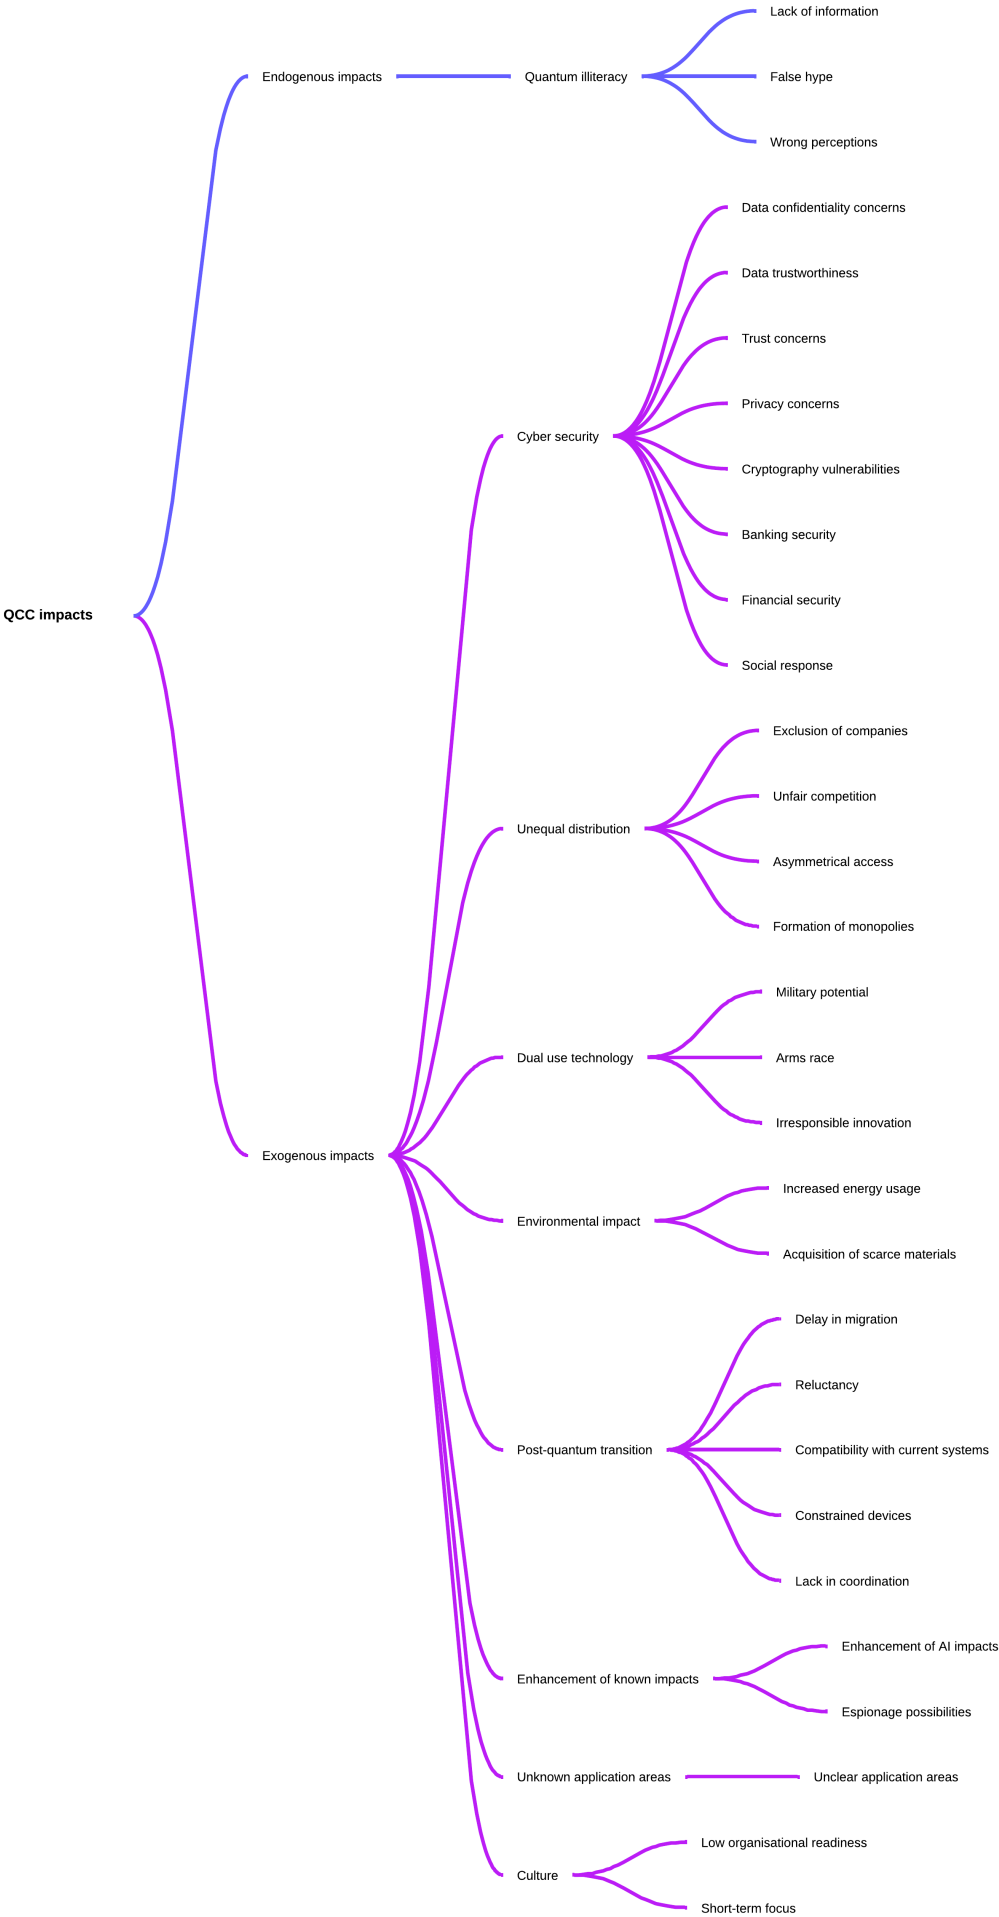 QCC impacts
Endogenous impacts
Quantum illiteracy
Lack of information
False hype
Wrong perceptions
Exogenous impacts
Cyber security
Data confidentiality concerns
Data trustworthiness
Trust concerns
Privacy concerns
Cryptography vulnerabilities
Banking security
Financial security
Social response
Unequal distribution
Exclusion of companies
Unfair competition
Asymmetrical access
Formation of monopolies
Dual use technology
Military potential
Arms race
Irresponsible innovation
Environmental impact
Increased energy usage
Acquisition of scarce materials
Post-quantum transition
Delay in migration
Reluctancy
Compatibility with current systems
Constrained devices
Lack in coordination
Enhancement of known impacts
Enhancement of AI impacts
Espionage possibilities
Unknown application areas
Unclear application areas
Culture
Low organisational readiness
Short-term focus